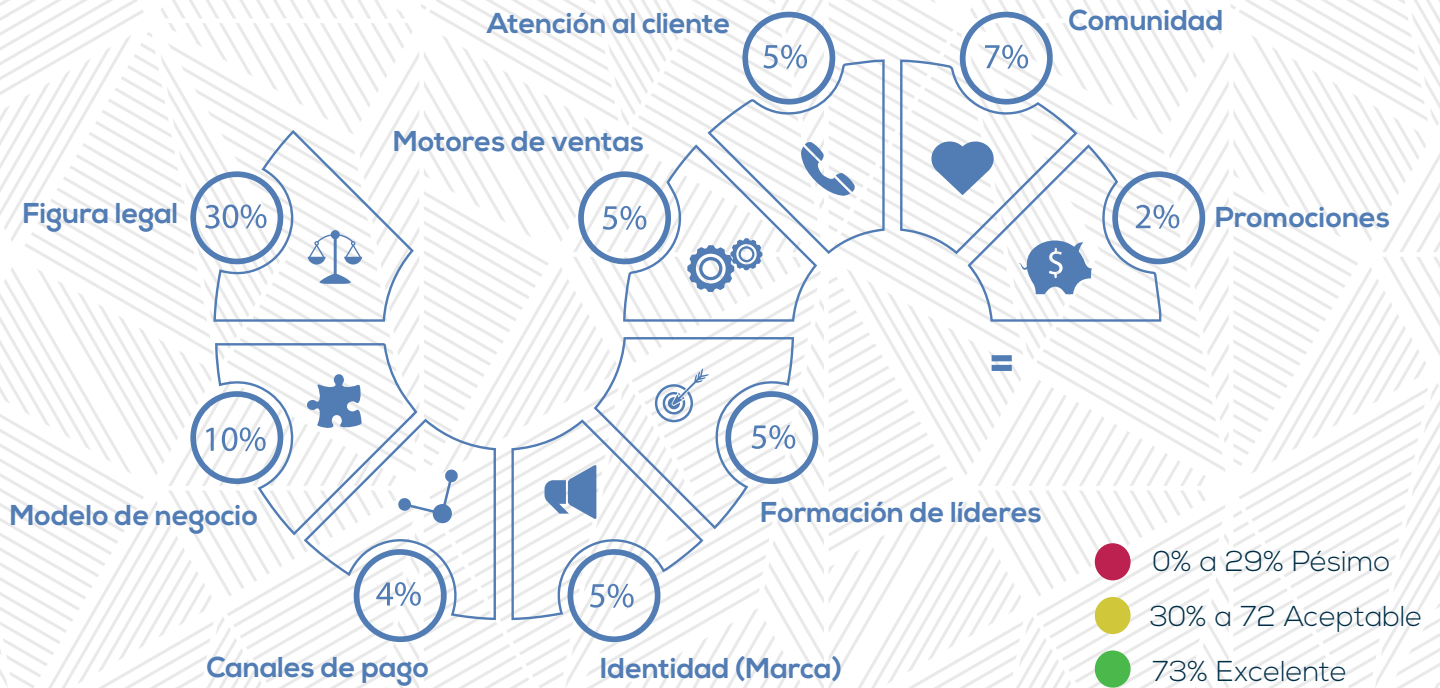 Atención al cliente
5%
Comunidad
7%
Motores de ventas
5%
Figura legal
30%
2%
Promociones
$
=
10%
Modelo de negocio
5%
Formación de líderes
4%
Canales de pago
5%
Identidad (Marca)
0% a 29% Pésimo
30% a 72 Aceptable
73% Excelente